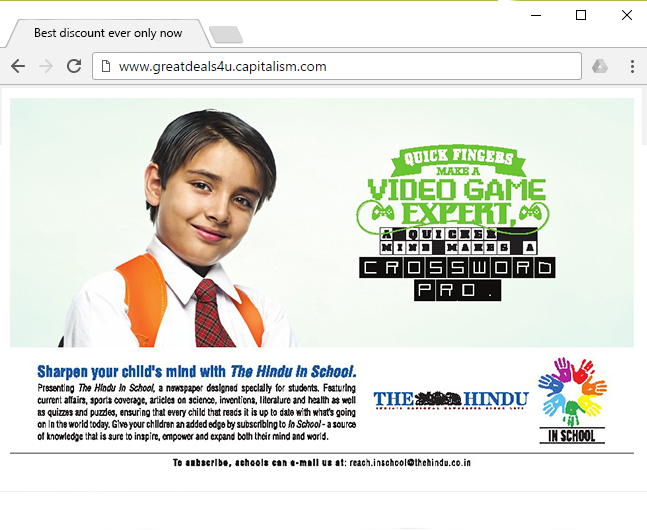 Best discount ever only now
www.greatdeals4u.capitalism.com
QUICK FINGERS
MAKE A
VIDEO GAME
EXPERT,
A QUICKER
MIND MAKES A
CROSSWORD
PRO.
Sharpen your child's mind with The Hindu In School.
Presenting The Hindu In School, a newspaper designed specially for students. Featuring
current affairs, sports coverage, articles on science, inventions, literature and health as well
as quizzes and puzzles, ensuring that every child that reads it is up to date with what's going
on in the world today. Give your children an added edge by subscribing to In School - a source
of knowledge that is sure to inspire, empower and expand both their mind and world.
THE HINDU
INDIA'S NATIONAL NEWSPAPER SINCE 1878
IN SCHOOL
To subscribe, schools can e-mail us at: reach.inschool@thehindu.co.in